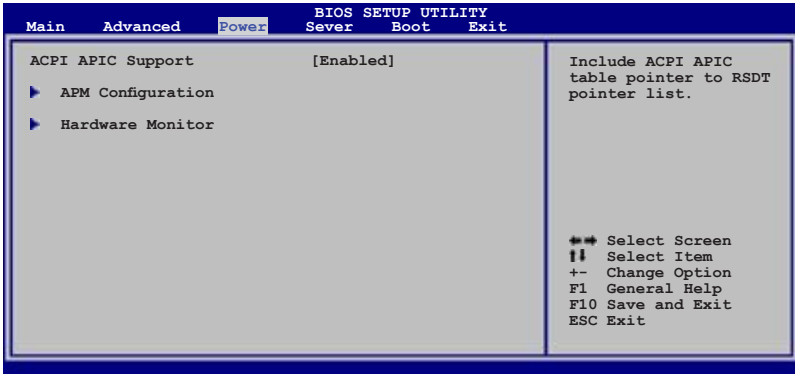 BIOS SETUP UTILITY
Main Advanced Power Sever Boot Exit
ACPI APIC Support [Enabled]
APM Configuration
Hardware Monitor
Include ACPI APIC
table pointer to RSDT
pointer list.
Select Screen
Select Item
+- Change Option
F1 General Help
F10 Save and Exit
ESC Exit